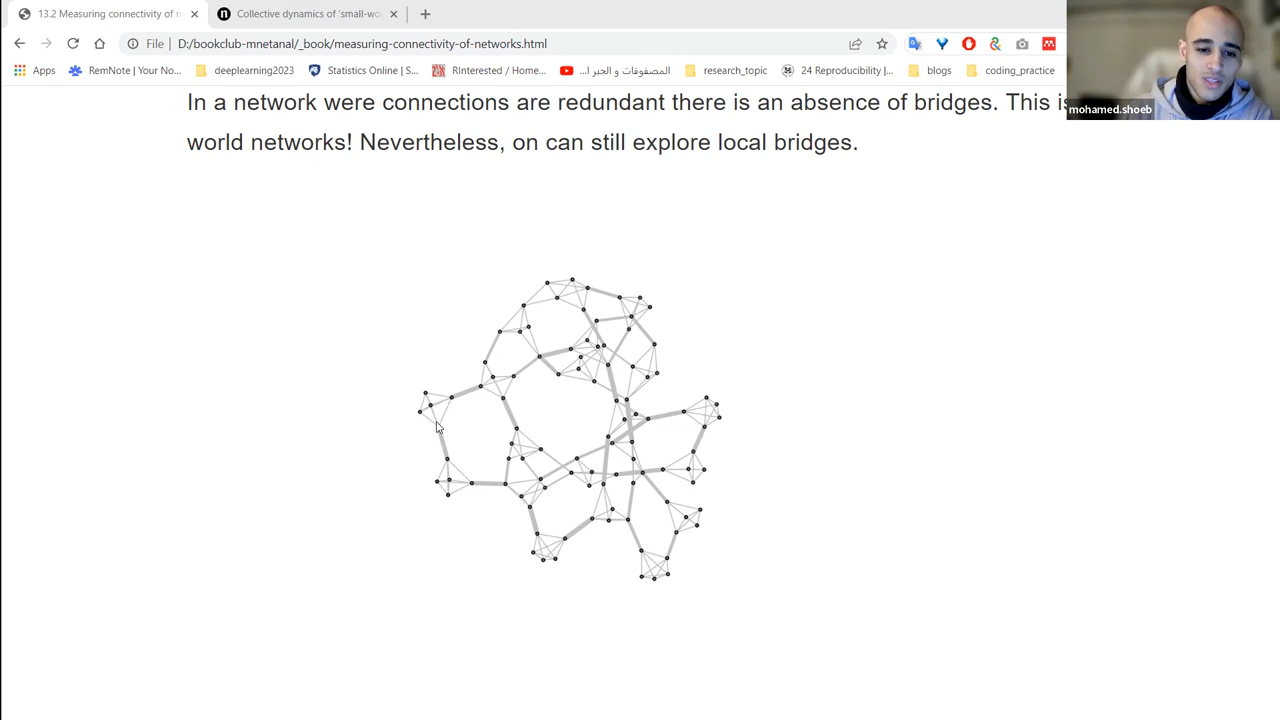 13.2 Measuring connectivity of n
Collective dynamics of 'small-wo
File
D:/bookclub_mnetanal/_book/measuring-connectivity-of-networks.html
Apps
RemNote | Your No...
deeplearning2023
Statistics Online | S...
RInterested / Home...
المصفوفات و الجبر ا...
research_topic
24 Reproducibility |...
blogs
coding_practice
mohamed.shoeb
In a network were connections are redundant there is an absence of bridges. This is
world networks! Nevertheless, on can still explore local bridges.